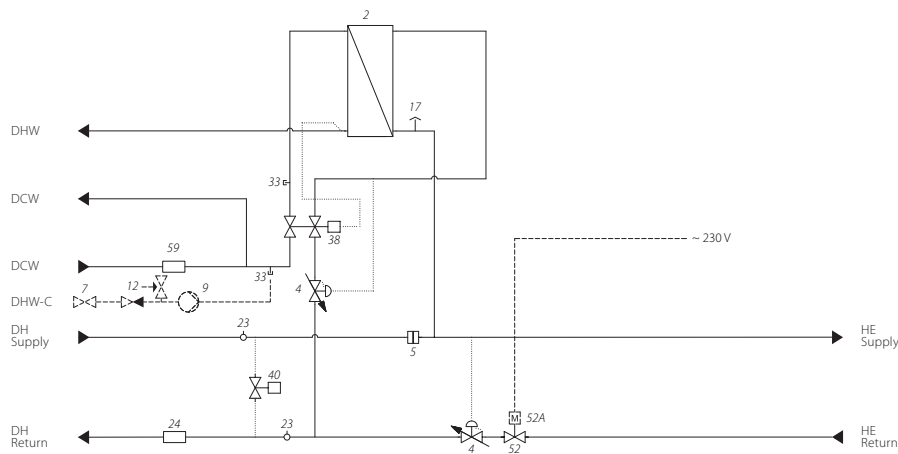 2
17
DHW
33
DCW
38
~ 230 V
59
DCW
33
12
9
7
4
DHW-C
23
DH
Supply
5
HE
Supply
40
24
23
52A
M
DH
Return
4
52
HE
Return